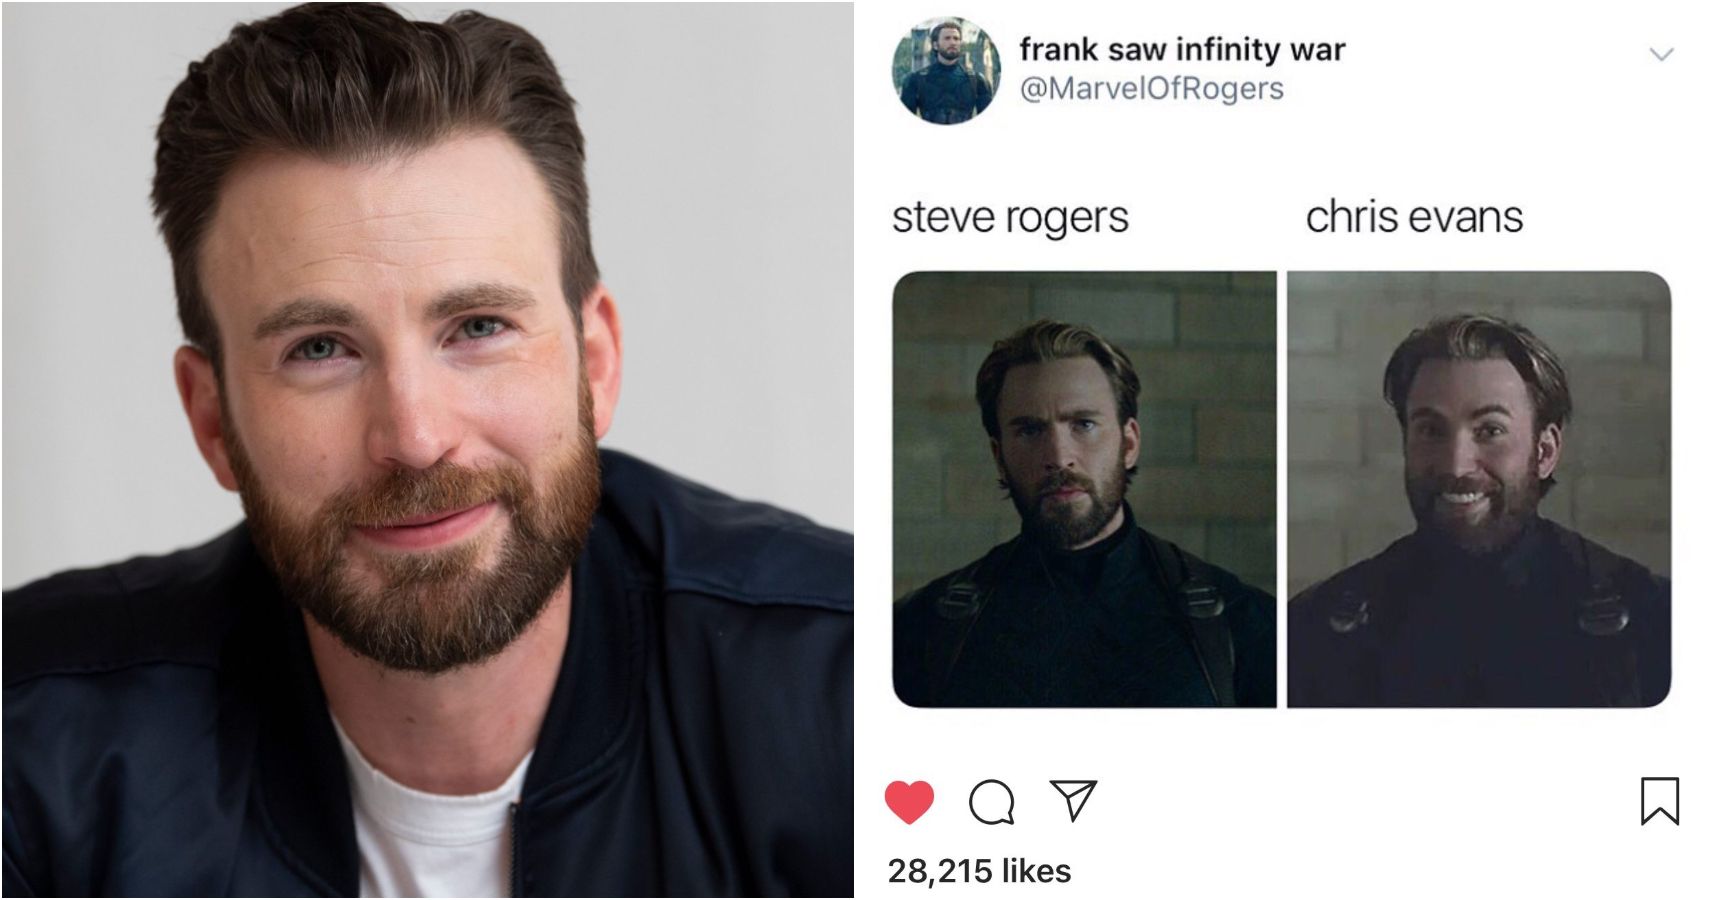 frank saw infinity war
@MarvelOfRogers
steve rogers
chris evans
28,215 likes